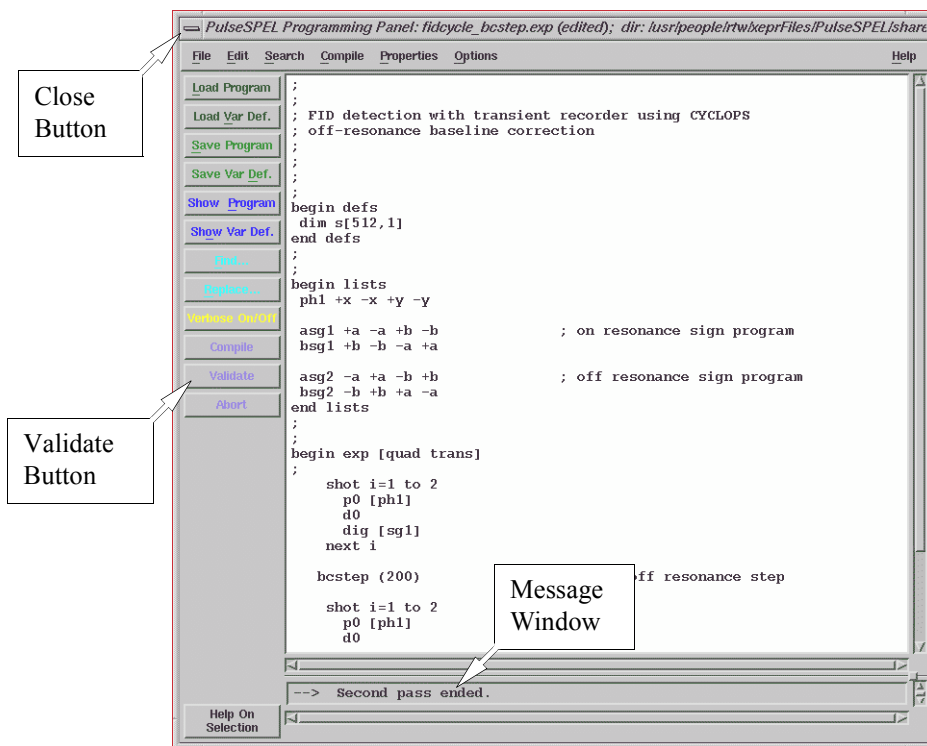 PulseSPEL Programming Panel: fidcycle_bcstep.exp (edited); dir: /usr/people/rtw/xeprFiles/PulseSPEL/share
File Edit Search Compile Properties Options Help
Close
Button
Load Program
Load Var Def.
Save Program
Save Var Def.
Show Program
Show Var Def.
Find...
Replace...
Verbose On/Off
Compile
Validate
Abort
Validate
Button
;
;
; FID detection with transient recorder using CYCLOPS
; off-resonance baseline correction
;
;
;
;
begin defs
dim s[512,1]
end defs
;
;
begin lists
ph1 +x -x +y -y
asg1 +a -a +b -b ; on resonance sign program
bsg1 +b -b -a +a
asg2 -a +a -b +b ; off resonance sign program
bsg2 -b +b +a -a
end lists
;
;
begin exp [quad trans]
;
shot i=1 to 2
p0 [ph1]
d0
dig [sg1]
next i
bcstep (200) ff resonance step
shot i=1 to 2
p0 [ph1]
d0
Message
Window
--> Second pass ended.
Help On
Selection